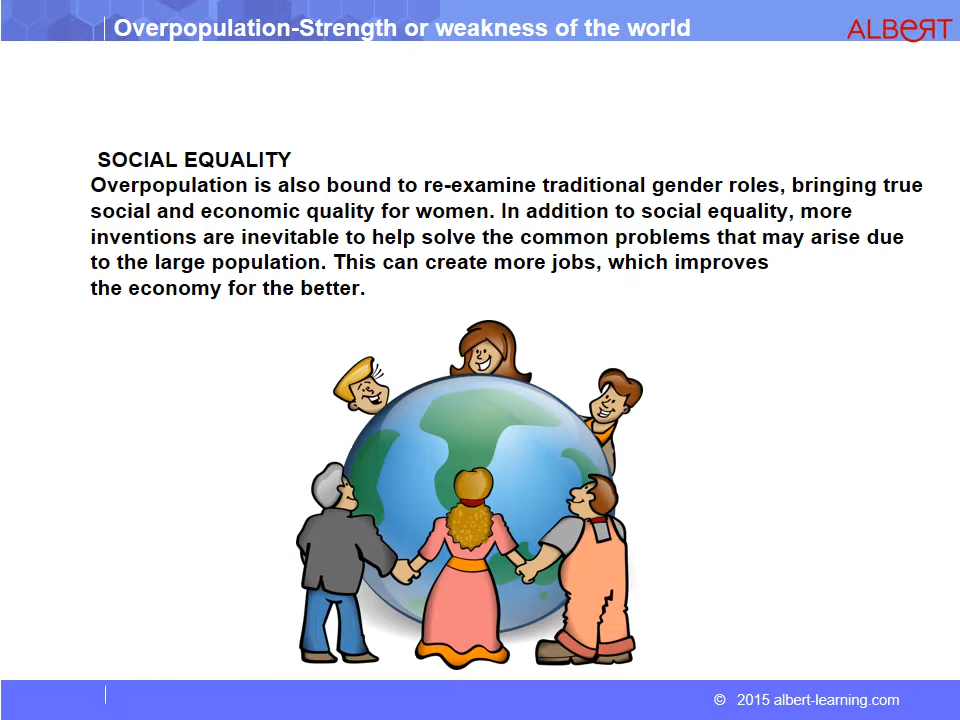 Overpopulation-Strength or weakness of the world
ALBERT
SOCIAL EQUALITY
Overpopulation is also bound to re-examine traditional gender roles, bringing true
social and economic quality for women. In addition to social equality, more
inventions are inevitable to help solve the common problems that may arise due
to the large population. This can create more jobs, which improves
the economy for the better.
© 2015 albert-learning.com